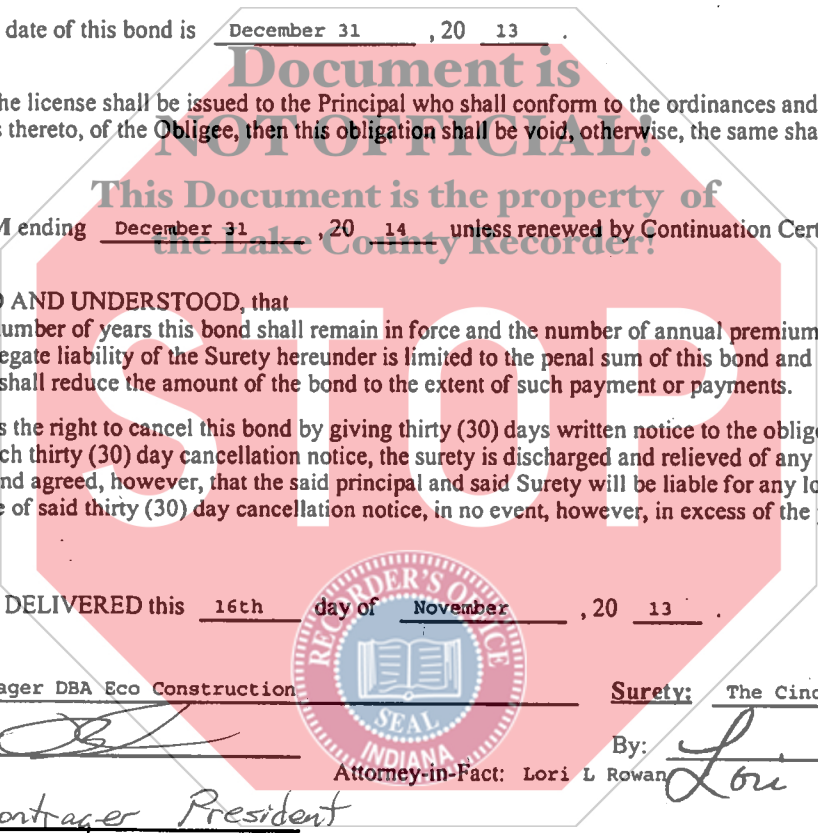 date of this bond is December 31 , 20 13 .
Document is
he license shall be issued to the Principal who shall conform to the ordinances and
s thereto, of the Obligee, then this obligation shall be void, otherwise, the same sha
NOT OFFICIAL!
This Document is the property of
M ending December 31 , 20 14 unless renewed by Continuation Cert
the Lake County Recorder!
D AND UNDERSTOOD, that
umber of years this bond shall remain in force and the number of annual premium
egate liability of the Surety hereunder is limited to the penal sum of this bond and
shall reduce the amount of the bond to the extent of such payment or payments.
s the right to cancel this bond by giving thirty (30) days written notice to the oblige
ch thirty (30) day cancellation notice, the surety is discharged and relieved of any
nd agreed, however, that the said principal and said Surety will be liable for any lo
e of said thirty (30) day cancellation notice, in no event, however, in excess of the
STOP
DELIVERED this 16th day of November , 20 13 .
RECORDER'S OFFICE
SEAL
INDIANA
ager DBA Eco Construction
Surety: The Cinc
By: Lori
Attorney-in-Fact: Lori L Rowan
ontrager President